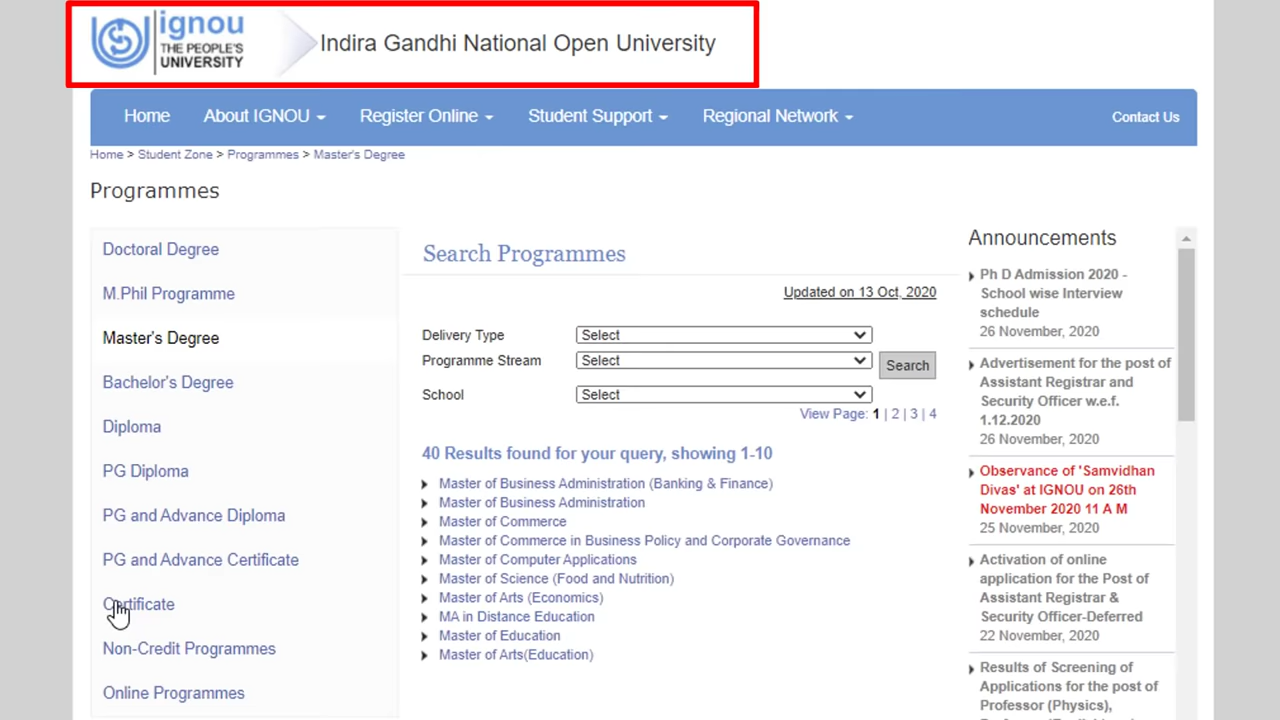 ignou
THE PEOPLE'S
UNIVERSITY
Indira Gandhi National Open University
Home About IGNOU Register Online Student Support Regional Network Contact Us
Home > Student Zone > Programmes > Master's Degree
Programmes
Doctoral Degree
M.Phil Programme
Master's Degree
Bachelor's Degree
Diploma
PG Diploma
PG and Advance Diploma
PG and Advance Certificate
Certificate
Non-Credit Programmes
Online Programmes
Search Programmes
Updated on 13 Oct, 2020
Delivery Type Select
Programme Stream Select
Search
School Select
View Page: 1 | 2 | 3 | 4
40 Results found for your query, showing 1-10
Master of Business Administration (Banking & Finance)
Master of Business Administration
Master of Commerce
Master of Commerce in Business Policy and Corporate Governance
Master of Computer Applications
Master of Science (Food and Nutrition)
Master of Arts (Economics)
MA in Distance Education
Master of Education
Master of Arts(Education)
Announcements
Ph D Admission 2020 -
School wise Interview
schedule
26 November, 2020
Advertisement for the post of
Assistant Registrar and
Security Officer w.e.f.
1.12.2020
26 November, 2020
Observance of 'Samvidhan
Divas' at IGNOU on 26th
November 2020 11 A M
25 November, 2020
Activation of online
application for the Post of
Assistant Registrar &
Security Officer-Deferred
22 November, 2020
Results of Screening of
Applications for the post of
Professor (Physics),